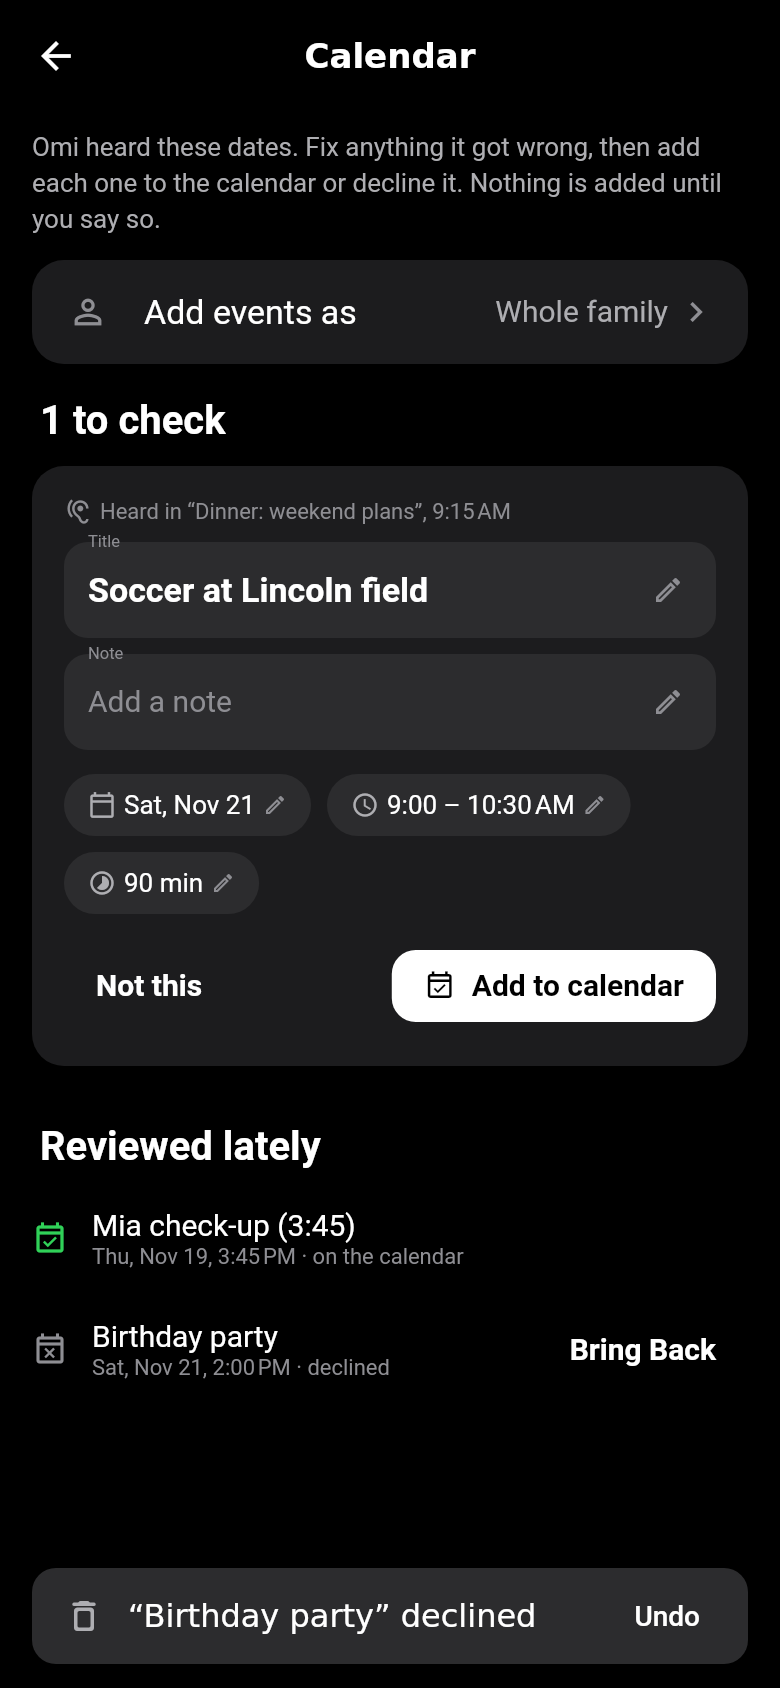 Calendar
Omi heard these dates. Fix anything it got wrong, then add
each one to the calendar or decline it. Nothing is added until
you say so.
Add events as
Whole family
1 to check
Heard in “Dinner: weekend plans”, 9:15 AM
Title
Soccer at Lincoln field
Note
Add a note
Sat, Nov 21
9:00 – 10:30 AM
90 min
Not this
Add to calendar
Reviewed lately
Mia check-up (3:45)
Thu, Nov 19, 3:45 PM · on the calendar
Birthday party
Sat, Nov 21, 2:00 PM · declined
Bring Back
“Birthday party” declined
Undo